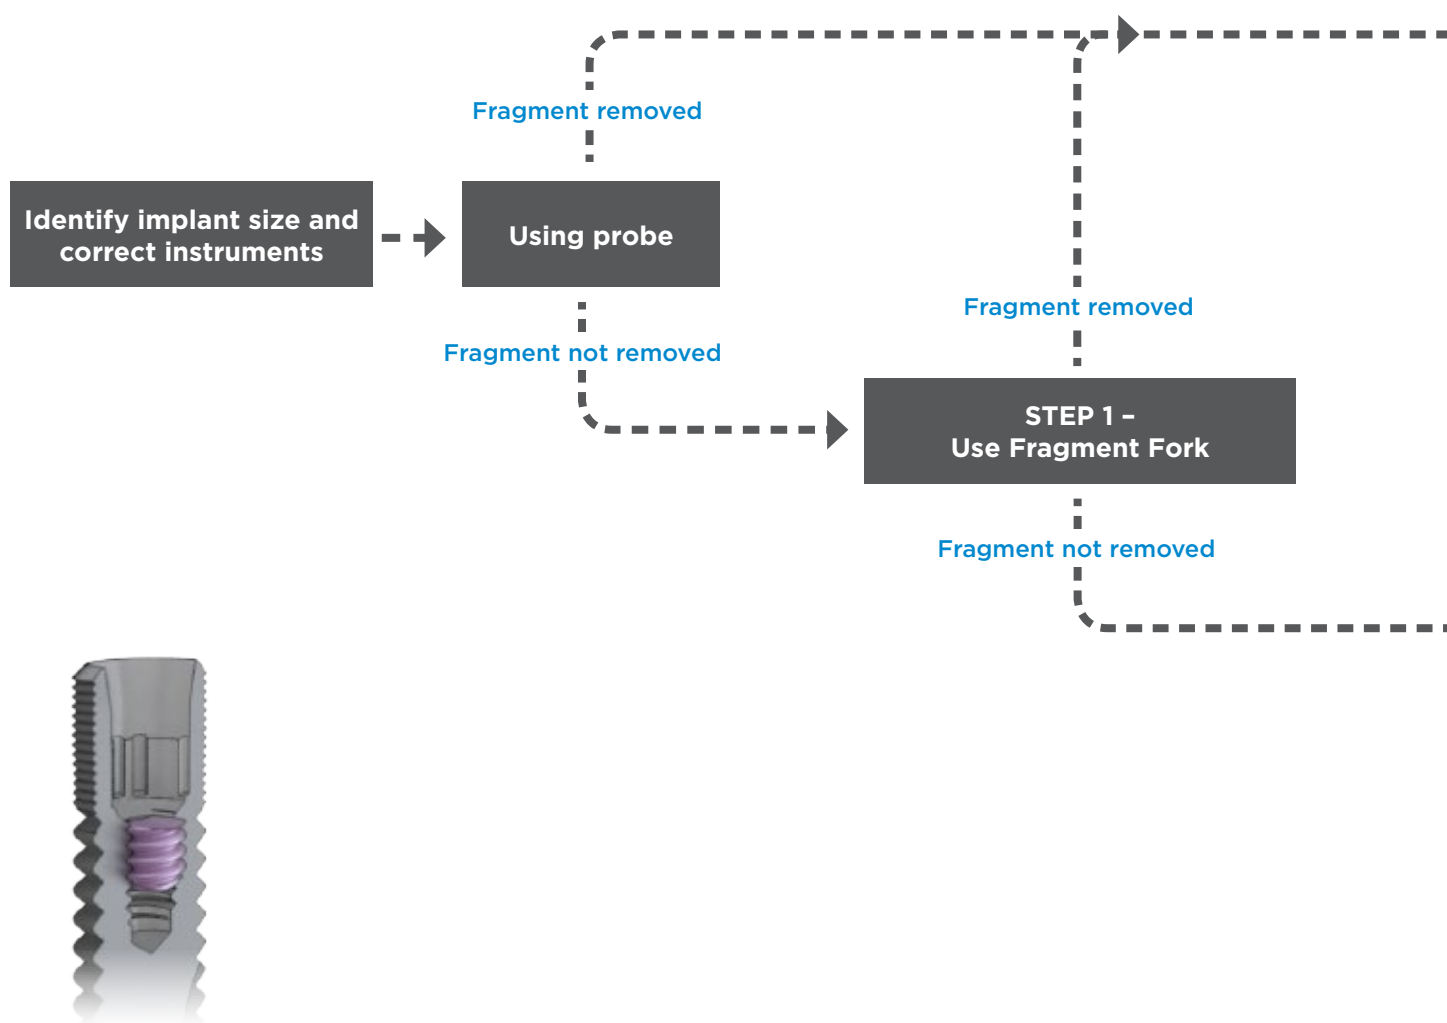 Fragment removed
Identify implant size and
correct instruments
Using probe
Fragment removed
Fragment not removed
STEP 1 –
Use Fragment Fork
Fragment not removed